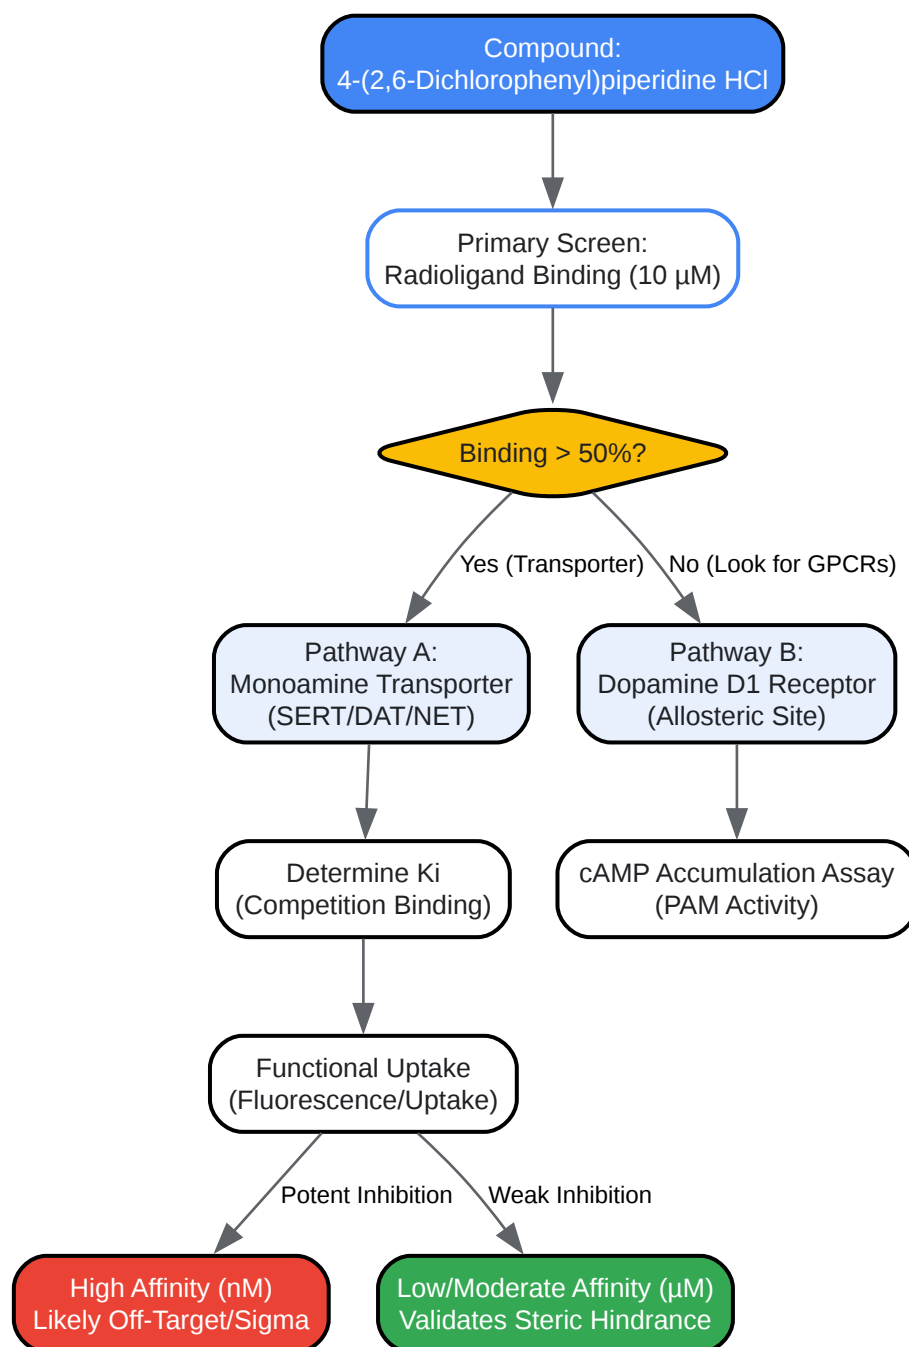 Compound:
4-(2,6-Dichlorophenyl)piperidine HCl
Primary Screen:
Radioligand Binding (10 µM)
Binding > 50%?
Yes (Transporter)
No (Look for GPCRs)
Pathway A:
Monoamine Transporter
(SERT/DAT/NET)
Pathway B:
Dopamine D1 Receptor
(Allosteric Site)
Determine Ki
(Competition Binding)
cAMP Accumulation Assay
(PAM Activity)
Functional Uptake
(Fluorescence/Uptake)
Potent Inhibition
Weak Inhibition
High Affinity (nM)
Likely Off-Target/Sigma
Low/Moderate Affinity (µM)
Validates Steric Hindrance